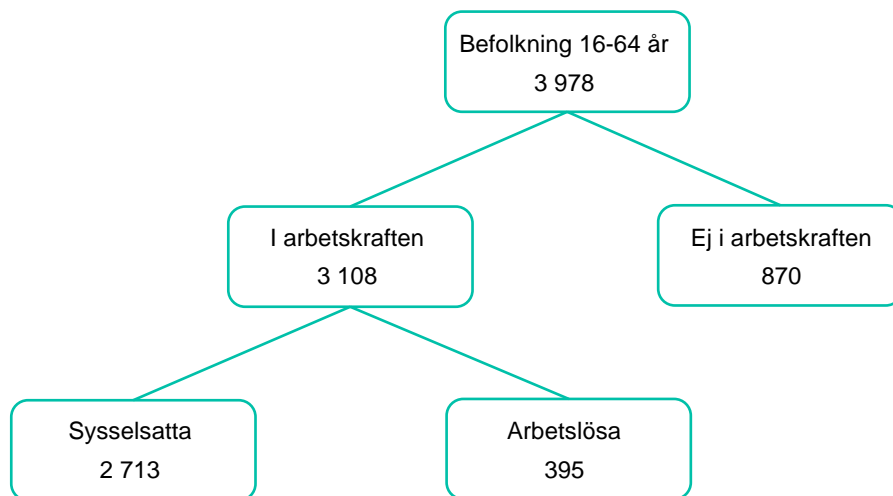 Befolkning 16-64 år
3 978
I arbetskraften
3 108
Ej i arbetskraften
870
Sysselsatta
2 713
Arbetslösa
395